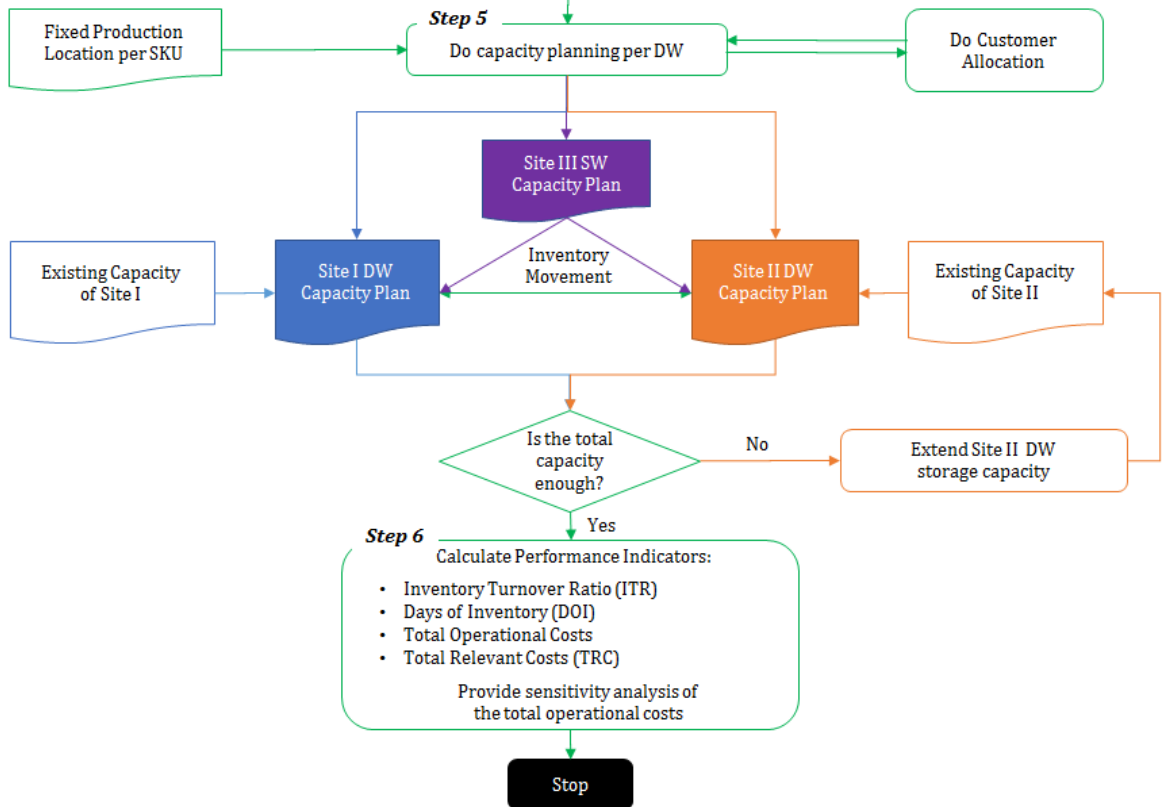 Step 5
Fixed Production
Location per SKU
Do capacity planning per DW
Do Customer
Allocation
Site III SW
Capacity Plan
Existing Capacity
of Site I
Site I DW
Capacity Plan
Inventory
Movement
Site II DW
Capacity Plan
Existing Capacity
of Site II
Is the total
capacity
enough?
No
Extend Site II DW
storage capacity
Yes
Step 6
Calculate Performance Indicators:
• Inventory Turnover Ratio (ITR)
• Days of Inventory (DOI)
• Total Operational Costs
• Total Relevant Costs (TRC)
Provide sensitivity analysis of
the total operational costs
Stop